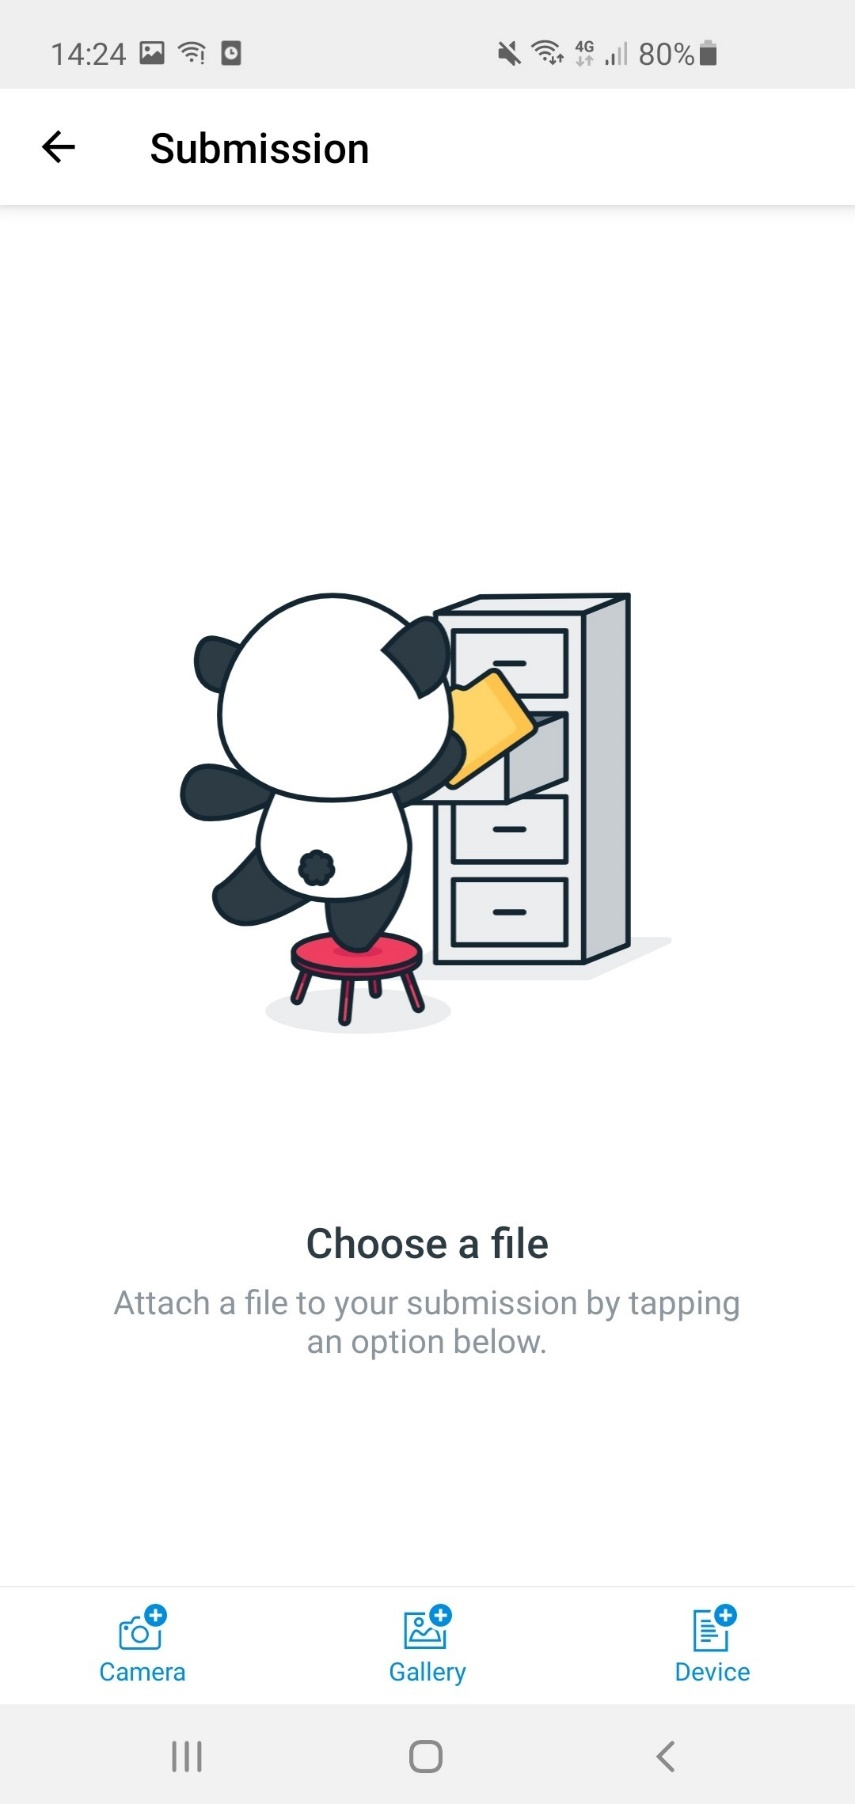 14:24 4G 80%
Submission
Choose a file
Attach a file to your submission by tapping
an option below.
Camera Gallery Device